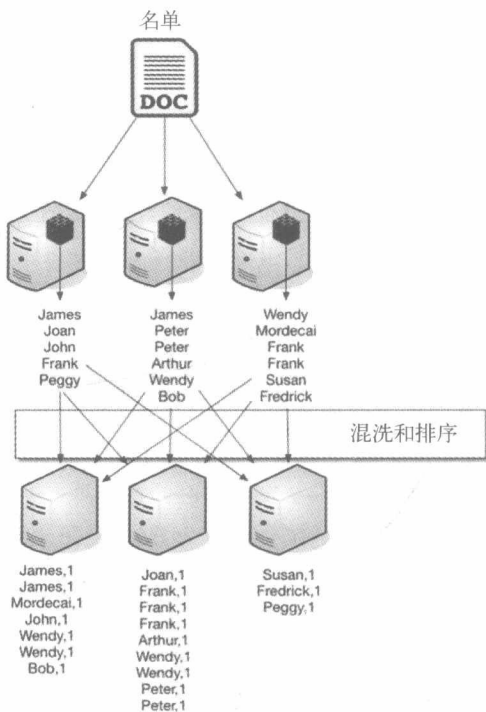 名单
DOC
James
Joan
John
Frank
Peggy
James
Peter
Peter
Arthur
Wendy
Bob
Wendy
Mordecai
Frank
Frank
Susan
Fredrick
混洗和排序
James,1
James,1
Mordecai,1
John,1
Wendy,1
Wendy,1
Bob,1
Joan,1
Frank,1
Frank,1
Frank,1
Arthur,1
Wendy,1
Wendy,1
Peter,1
Peter,1
Susan,1
Fredrick,1
Peggy,1